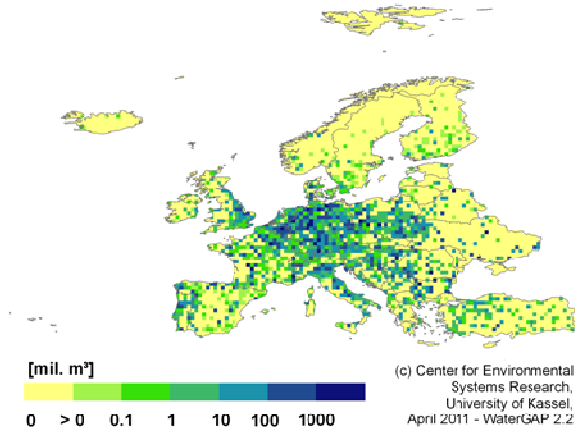 [mil. m³]
0 > 0 0.1 1 10 100 1000
(c) Center for Environmental
Systems Research,
University of Kassel,
April 2011 - WaterGAP 2.2